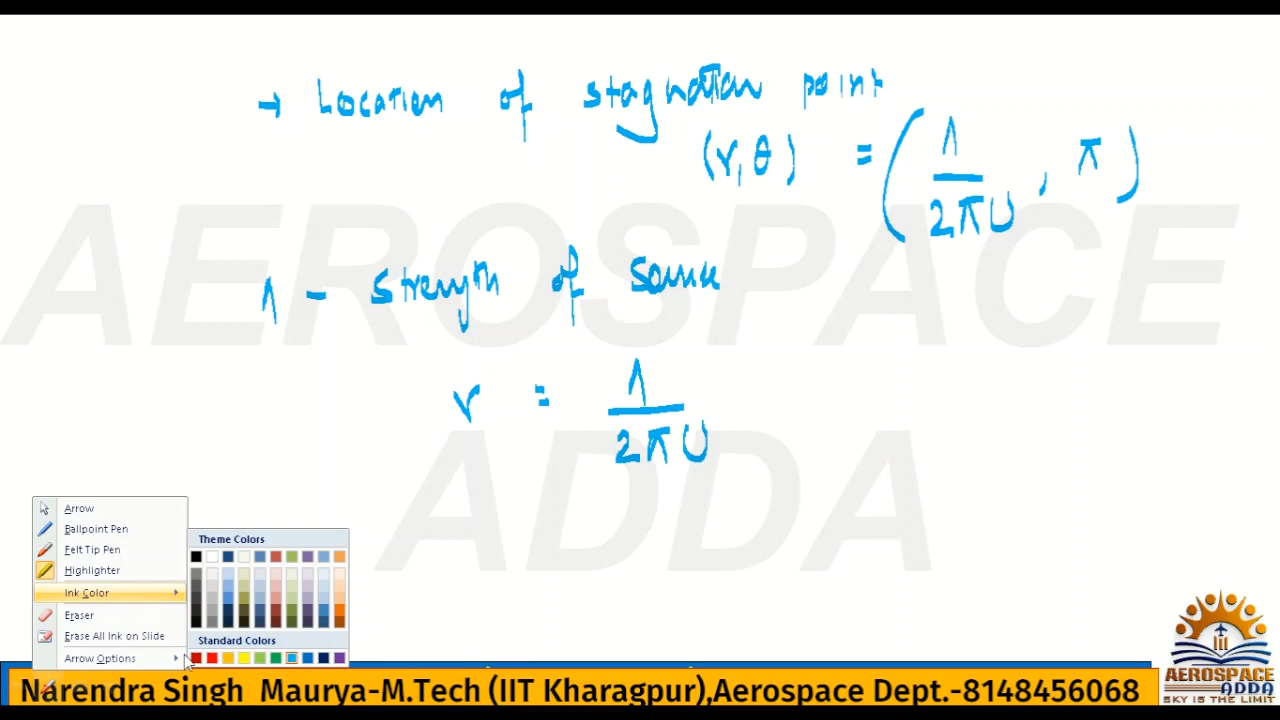 → Location of stagnation point
(r, θ) = (Λ/2πU, π)
Λ - strength of source
r = Λ/2πU
AEROSPACE
ADDA
Arrow
Ballpoint Pen
Felt Tip Pen
Highlighter
Ink Color
Eraser
Erase All Ink on Slide
Arrow Options
Theme Colors
Standard Colors
Narendra Singh Maurya-M.Tech (IIT Kharagpur),Aerospace Dept.-8148456068
AEROSPACE
ADDA
SKY IS THE LIMIT